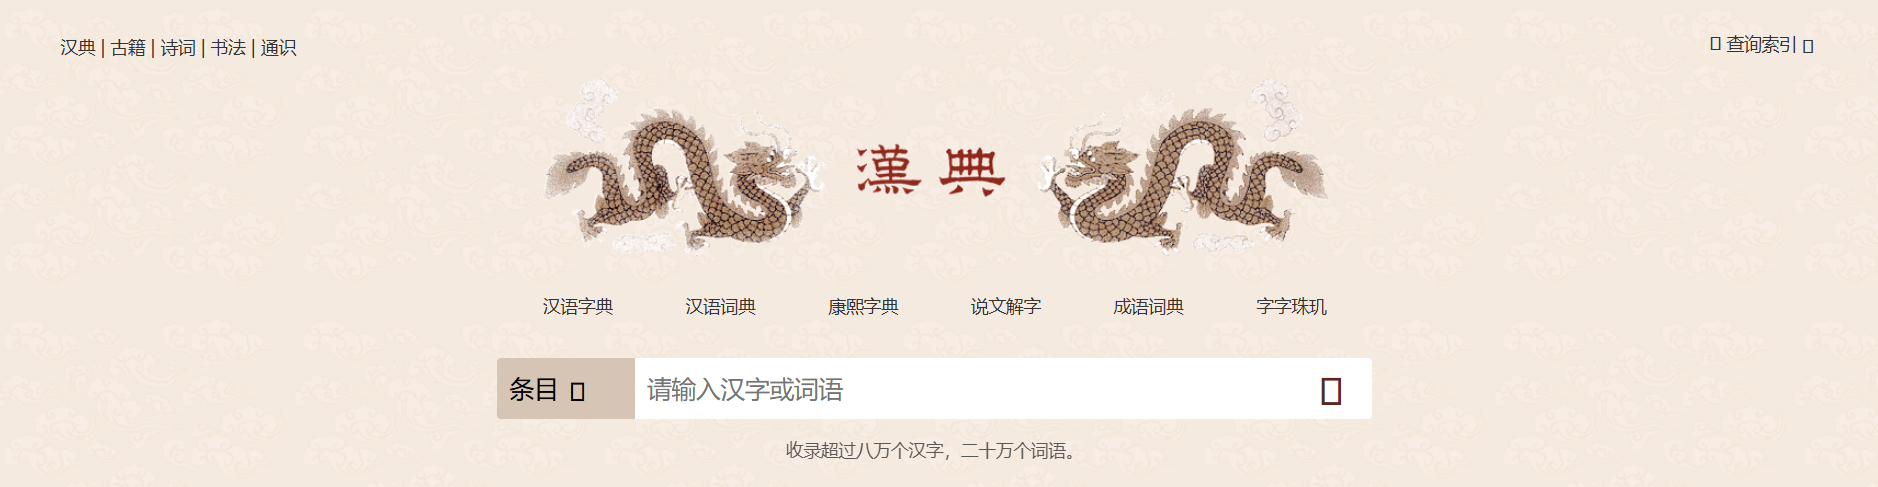 汉典 | 古籍 | 诗词 | 书法 | 通识
查询索引
漢典
汉语字典 汉语词典 康熙字典 说文解字 成语词典 字字珠玑
条目 请输入汉字或词语
收录超过八万个汉字，二十万个词语。